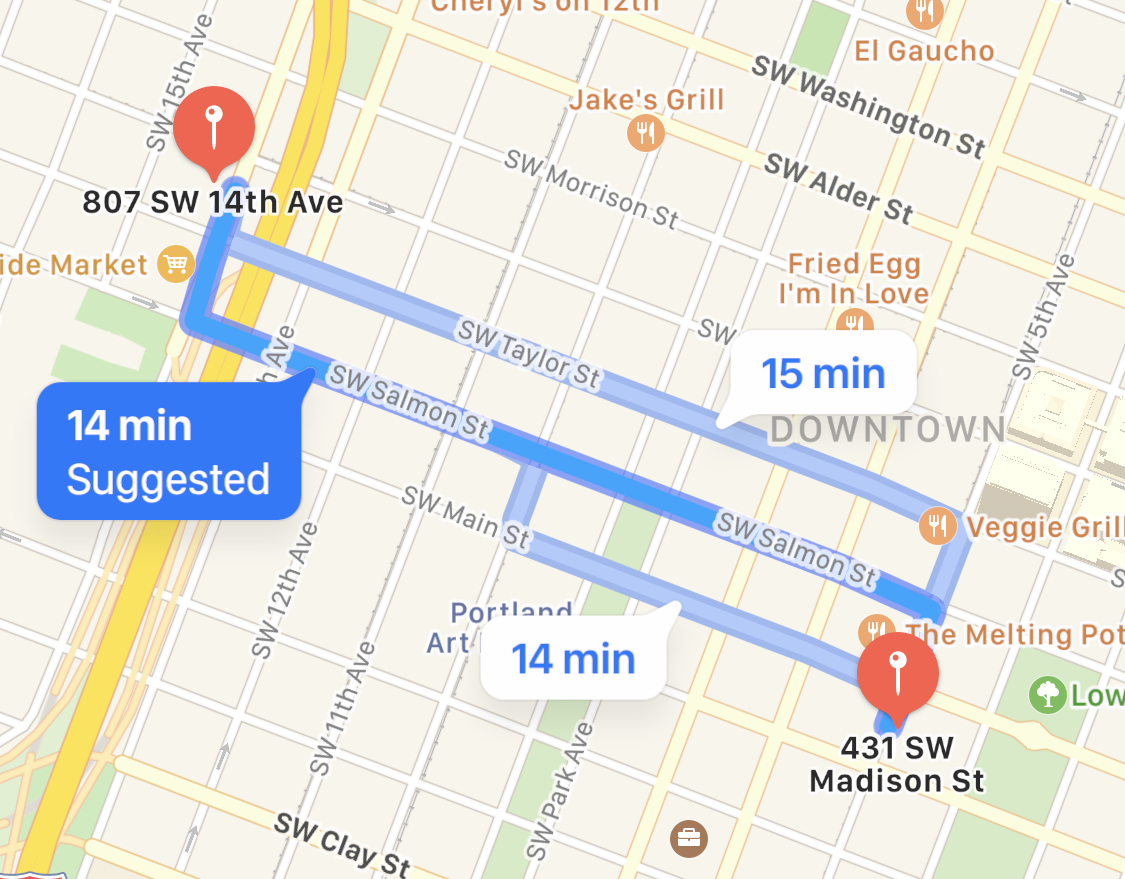 Cheryl's on 12th
El Gaucho
SW 15th Ave
SW Washington St
Jake's Grill
SW Morrison St
SW Alder St
807 SW 14th Ave
ide Market
Fried Egg
I'm In Love
SW 5th Ave
SW
SW Taylor St
15 min
h Ave
SW Salmon St
14 min
Suggested
DOWNTOWN
SW Main St
SW Salmon St
Veggie Grill
SW 12th Ave
S
Portland
Art
14 min
The Melting Pot
SW 11th Ave
Low
431 SW
Madison St
SW Park Ave
SW Clay St